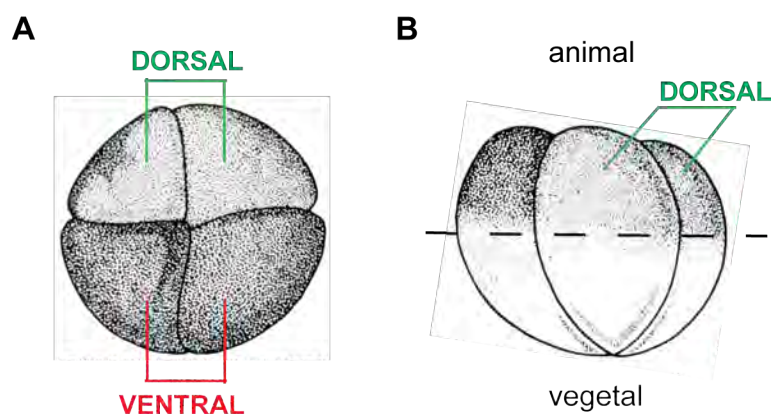 A
DORSAL
VENTRAL
B
animal
DORSAL
vegetal